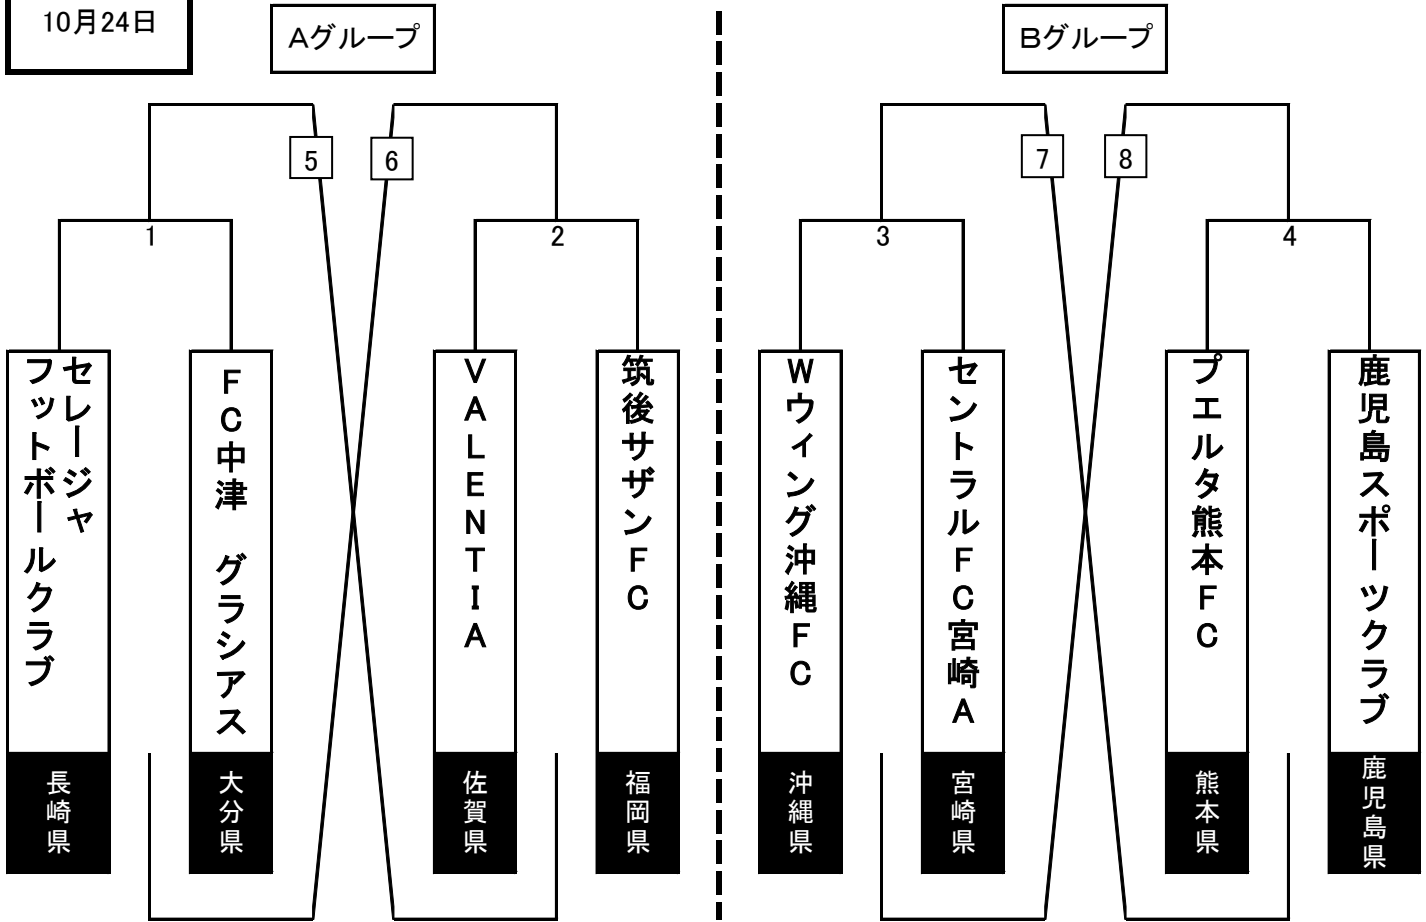 10月24日
Aグループ
Bグループ
5
6
7
8
1
2
3
4
セレージャ
フットボールクラブ
FC中津　グラシアス
VALENTIA
筑後サザンFC
Wウィング沖縄FC
セントラルFC宮崎A
プエルタ熊本FC
鹿児島スポーツクラブ
長崎県
大分県
佐賀県
福岡県
沖縄県
宮崎県
熊本県
鹿児島県